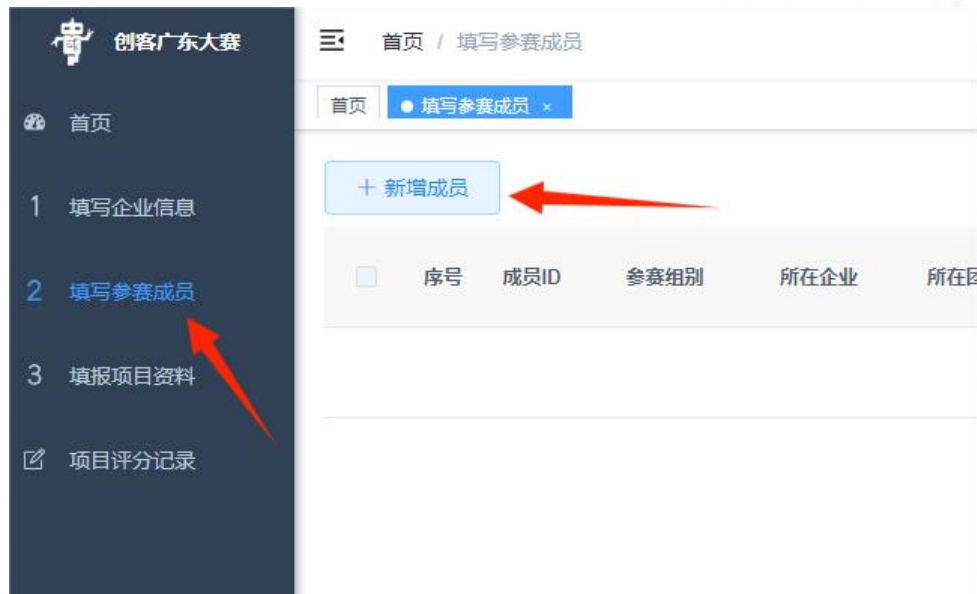 创客广东大赛
首页 / 填写参赛成员
首页
填写参赛成员 ×
首页
1 填写企业信息
2 填写参赛成员
3 填报项目资料
项目评分记录
+ 新增成员
序号 成员ID 参赛组别 所在企业 所在团